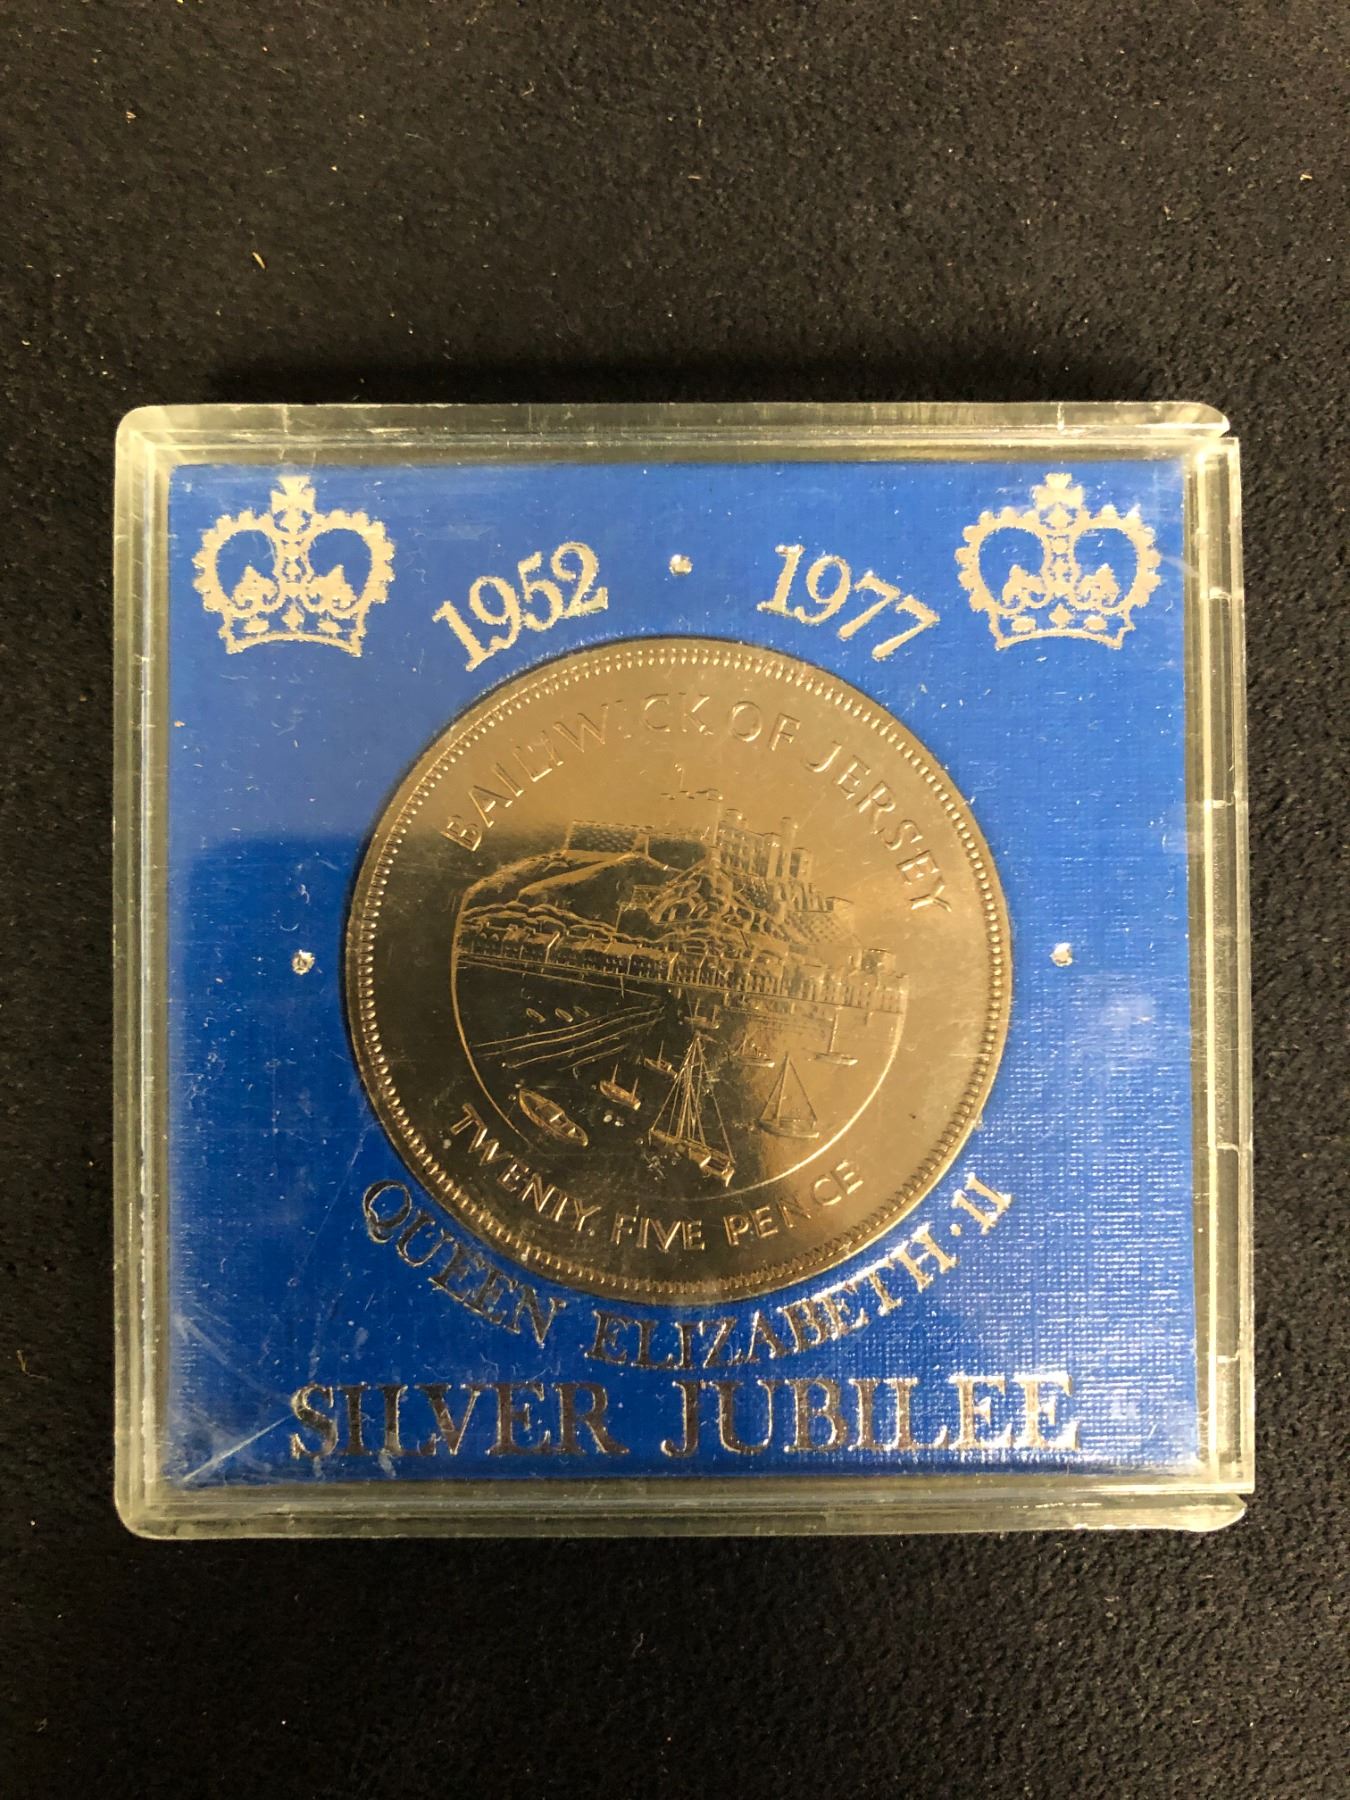 1952 · 1977
BAILIWICK OF JERSEY
TWENTY FIVE PENCE
QUEEN ELIZABETH · II
SILVER JUBILEE